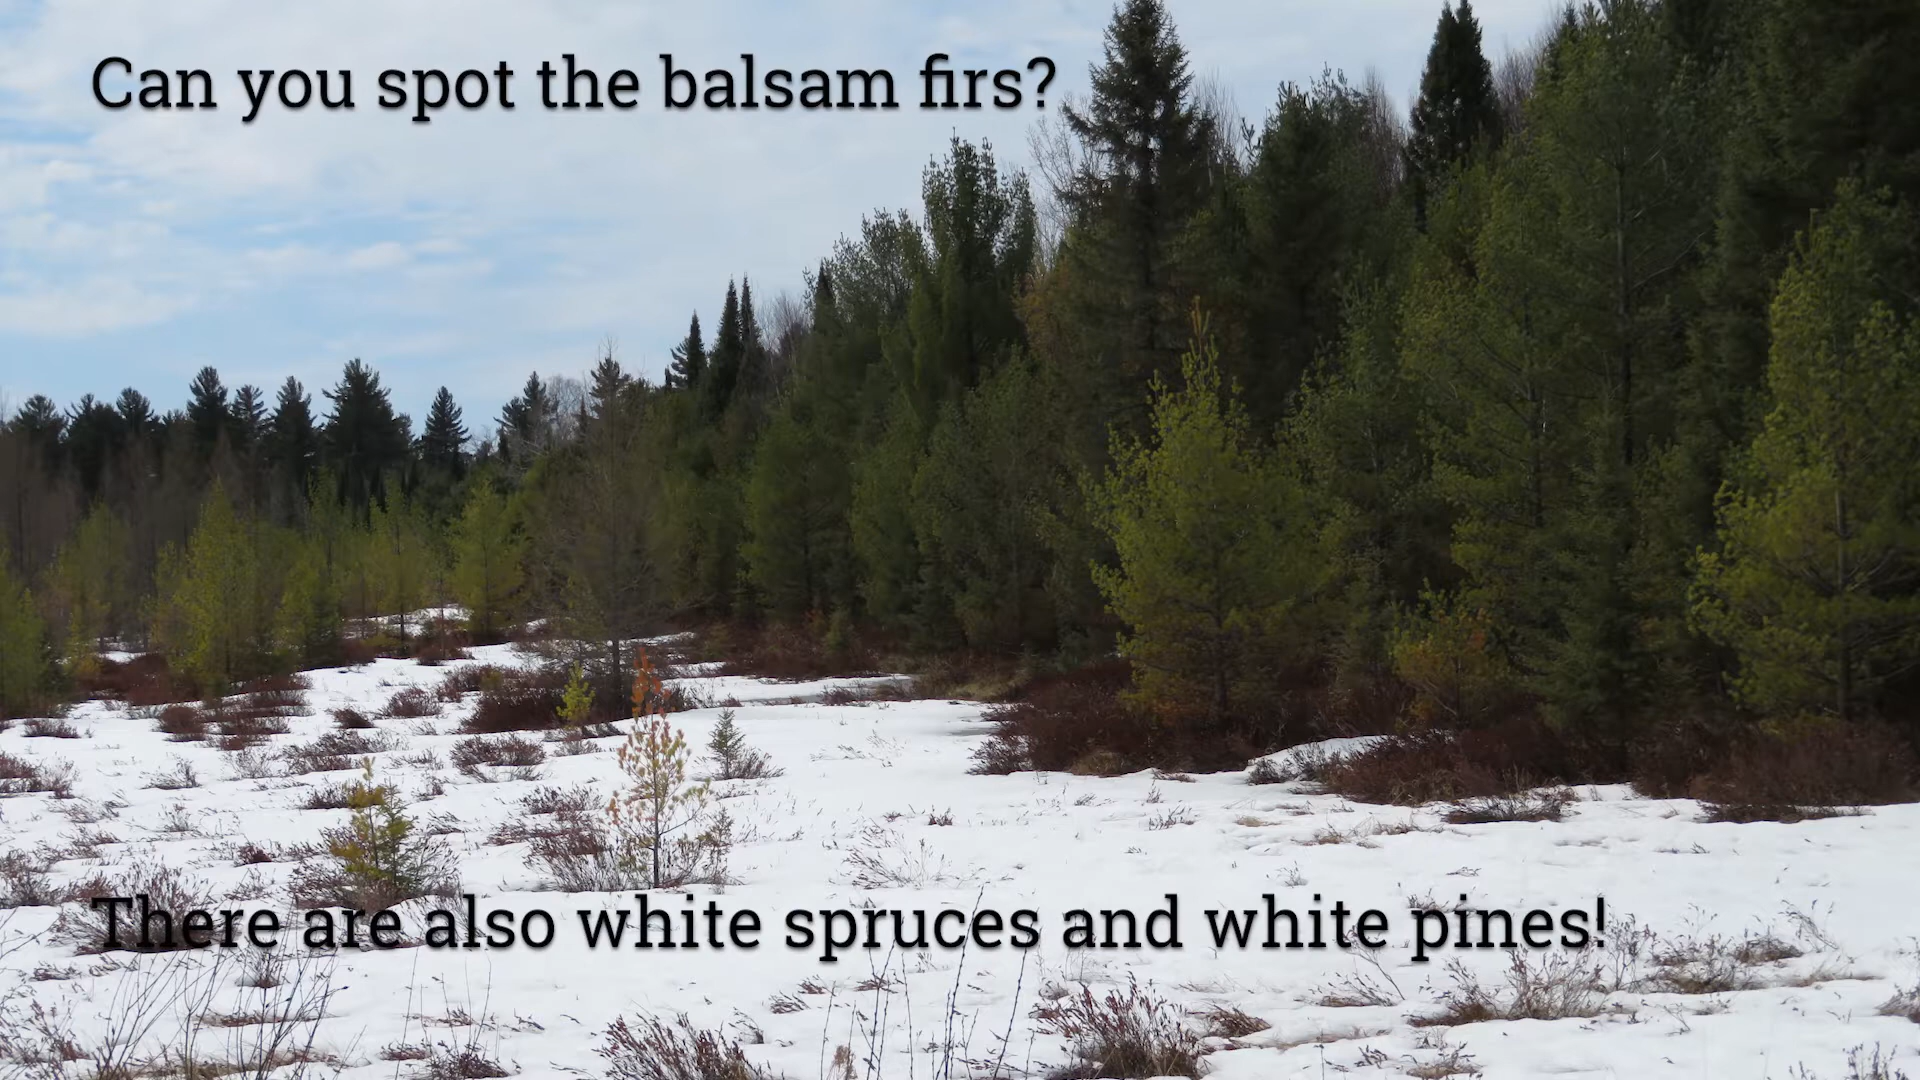 Can you spot the balsam firs?
There are also white spruces and white pines!